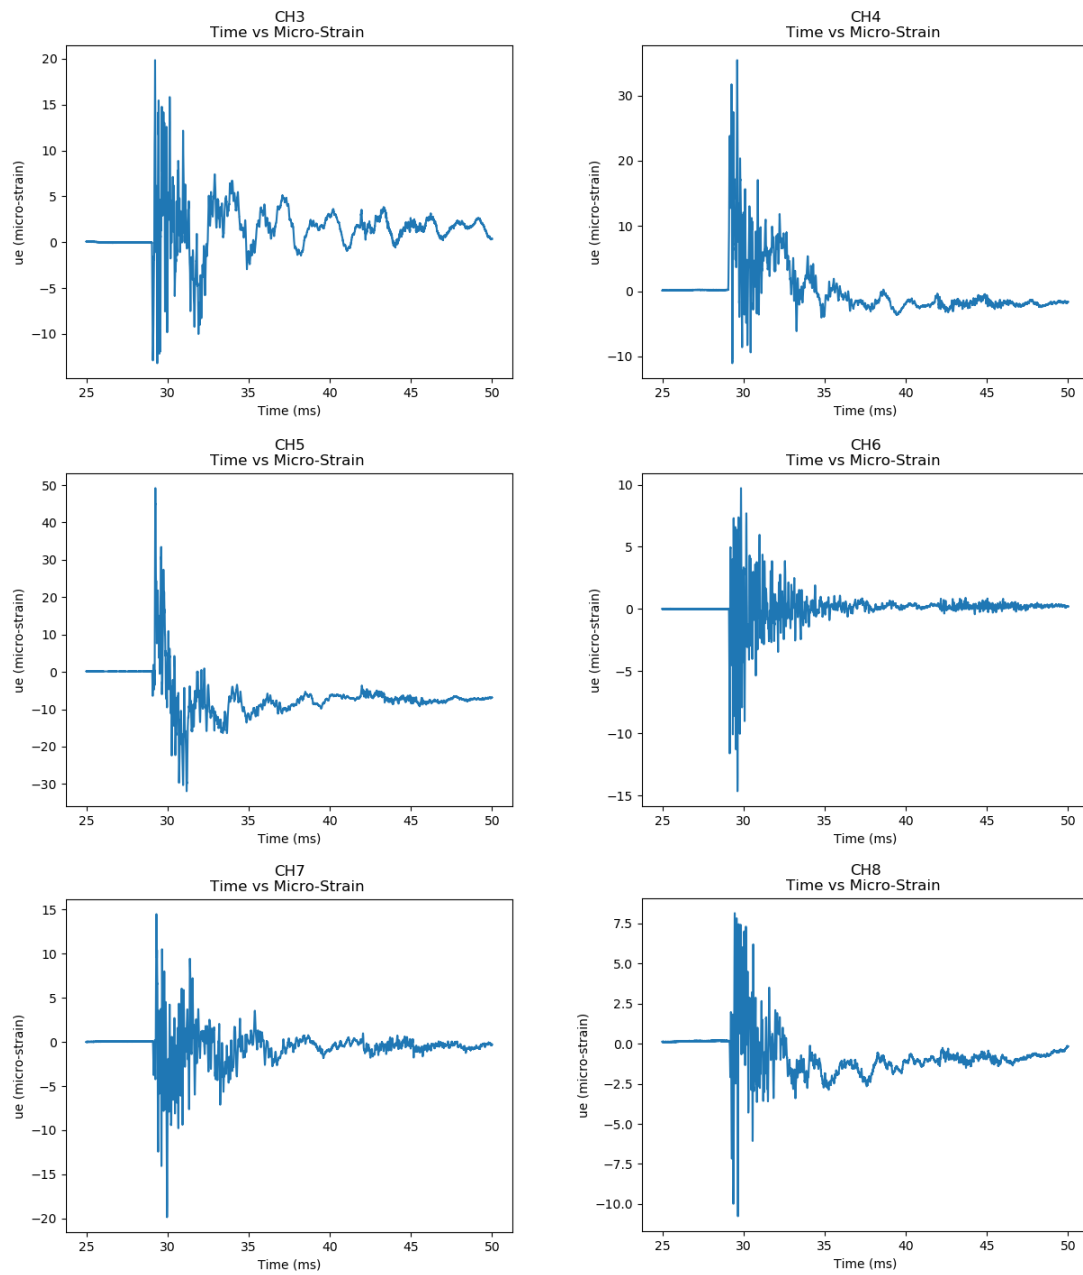 CH3
Time vs Micro-Strain
20
15
10
5
0
−5
−10
ue (micro-strain)
25 30 35 40 45 50
Time (ms)
CH4
Time vs Micro-Strain
30
20
10
0
−10
ue (micro-strain)
25 30 35 40 45 50
Time (ms)
CH5
Time vs Micro-Strain
50
40
30
20
10
0
−10
−20
−30
ue (micro-strain)
25 30 35 40 45 50
Time (ms)
CH6
Time vs Micro-Strain
10
5
0
−5
−10
−15
ue (micro-strain)
25 30 35 40 45 50
Time (ms)
CH7
Time vs Micro-Strain
15
10
5
0
−5
−10
−15
−20
ue (micro-strain)
25 30 35 40 45 50
Time (ms)
CH8
Time vs Micro-Strain
7.5
5.0
2.5
0.0
−2.5
−5.0
−7.5
−10.0
ue (micro-strain)
25 30 35 40 45 50
Time (ms)